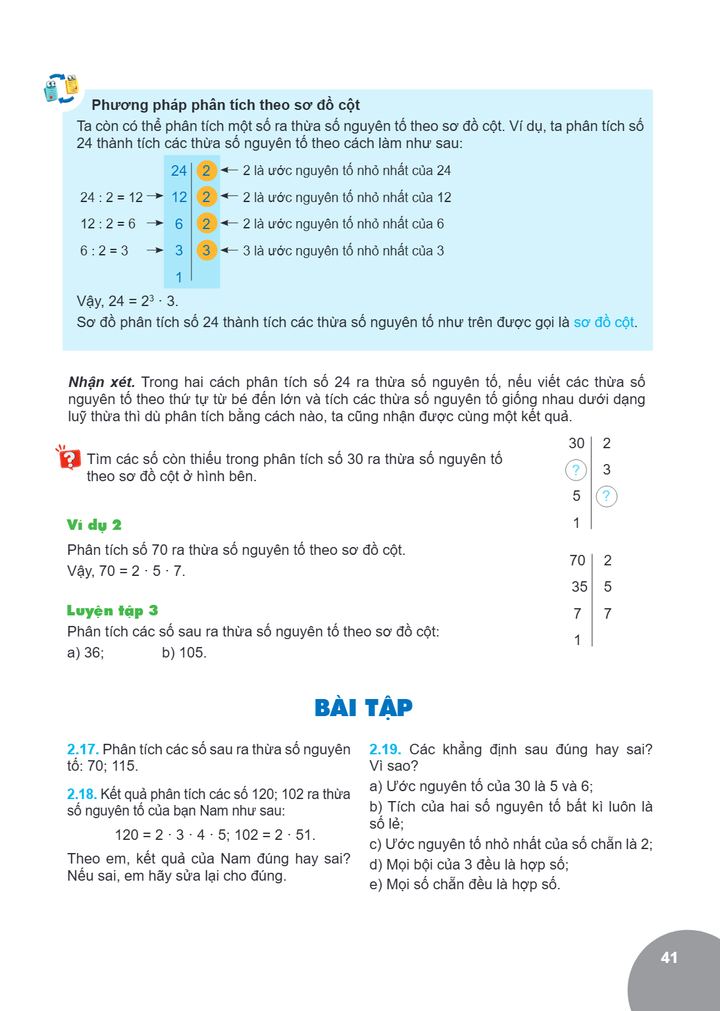 Phương pháp phân tích theo sơ đồ cột
Ta còn có thể phân tích một số ra thừa số nguyên tố theo sơ đồ cột. Ví dụ, ta phân tích số
24 thành tích các thừa số nguyên tố theo cách làm như sau:
24 2 2 là ước nguyên tố nhỏ nhất của 24
24 : 2 = 12 12 2 2 là ước nguyên tố nhỏ nhất của 12
12 : 2 = 6 6 2 2 là ước nguyên tố nhỏ nhất của 6
6 : 2 = 3 3 3 3 là ước nguyên tố nhỏ nhất của 3
1
Vậy, 24 = 2³ · 3.
Sơ đồ phân tích số 24 thành tích các thừa số nguyên tố như trên được gọi là sơ đồ cột.
Nhận xét. Trong hai cách phân tích số 24 ra thừa số nguyên tố, nếu viết các thừa số
nguyên tố theo thứ tự từ bé đến lớn và tích các thừa số nguyên tố giống nhau dưới dạng
luỹ thừa thì dù phân tích bằng cách nào, ta cũng nhận được cùng một kết quả.
?
Tìm các số còn thiếu trong phân tích số 30 ra thừa số nguyên tố
theo sơ đồ cột ở hình bên.
30 2
? 3
5 ?
1
Ví dụ 2
Phân tích số 70 ra thừa số nguyên tố theo sơ đồ cột.
Vậy, 70 = 2 · 5 · 7.
70 2
35 5
7 7
1
Luyện tập 3
Phân tích các số sau ra thừa số nguyên tố theo sơ đồ cột:
a) 36; b) 105.
BÀI TẬP
2.17. Phân tích các số sau ra thừa số nguyên
tố: 70; 115.
2.18. Kết quả phân tích các số 120; 102 ra thừa
số nguyên tố của bạn Nam như sau:
120 = 2 · 3 · 4 · 5; 102 = 2 · 51.
Theo em, kết quả của Nam đúng hay sai?
Nếu sai, em hãy sửa lại cho đúng.
2.19. Các khẳng định sau đúng hay sai?
Vì sao?
a) Ước nguyên tố của 30 là 5 và 6;
b) Tích của hai số nguyên tố bất kì luôn là
số lẻ;
c) Ước nguyên tố nhỏ nhất của số chẵn là 2;
d) Mọi bội của 3 đều là hợp số;
e) Mọi số chẵn đều là hợp số.
41